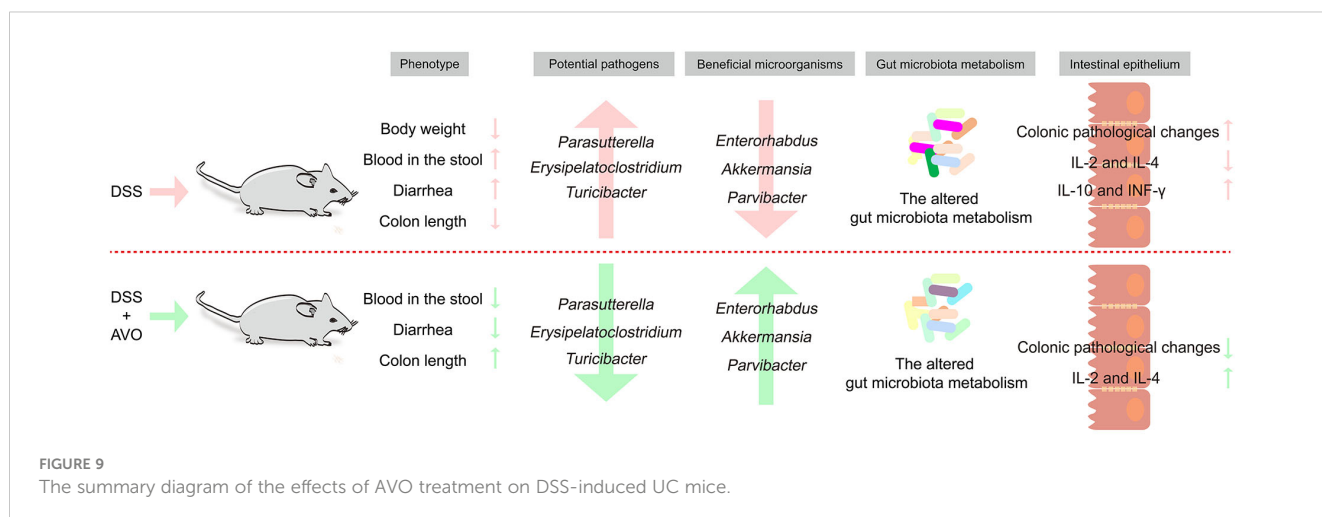 Phenotype
Potential pathogens
Beneficial microorganisms
Gut microbiota metabolism
Intestinal epithelium
DSS
Body weight ↓
Blood in the stool ↑
Diarrhea ↑
Colon length ↓
Parasutterella
Erysipelatoclostridium
Turicibacter
Enterorhabdus
Akkermansia
Parvibacter
The altered
gut microbiota metabolism
Colonic pathological changes ↑
IL-2 and IL-4 ↓
IL-10 and INF-γ ↑
DSS
+
AVO
Blood in the stool ↓
Diarrhea ↓
Colon length ↑
Parasutterella
Erysipelatoclostridium
Turicibacter
Enterorhabdus
Akkermansia
Parvibacter
The altered
gut microbiota metabolism
Colonic pathological changes ↓
IL-2 and IL-4 ↑
FIGURE 9
The summary diagram of the effects of AVO treatment on DSS-induced UC mice.